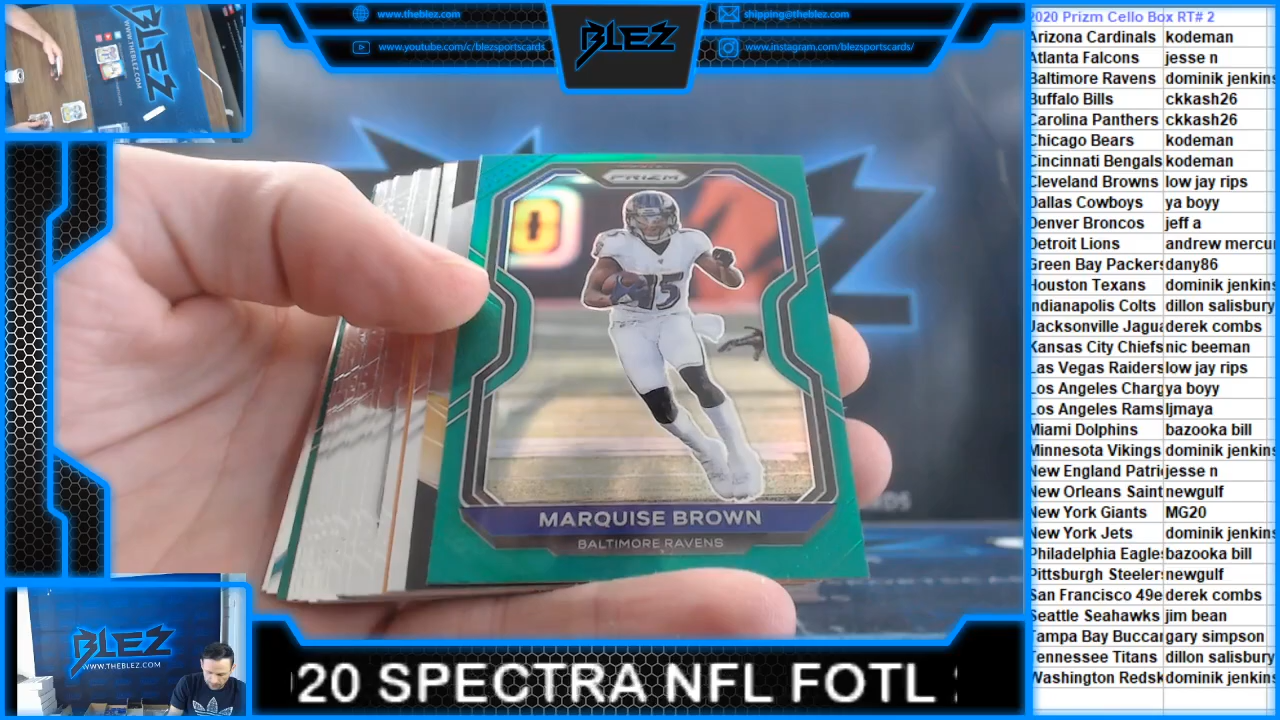 www.theblez.com
shipping@theblez.com
BLEZ
www.youtube.com/c/blezsportscards
www.instagram.com/blezsportscards/
BLEZ
WWW.THEBLEZ.COM
PRIZM
15
MARQUISE BROWN
BALTIMORE RAVENS
BLEZ
WWW.THEBLEZ.COM
adidas
20 SPECTRA NFL FOTL
2020 Prizm Cello Box RT# 2
Arizona Cardinals kodeman
Atlanta Falcons jesse n
Baltimore Ravens dominik jenkins
Buffalo Bills ckkash26
Carolina Panthers ckkash26
Chicago Bears kodeman
Cincinnati Bengals kodeman
Cleveland Browns low jay rips
Dallas Cowboys ya boyy
Denver Broncos jeff a
Detroit Lions andrew mercu
Green Bay Packers dany86
Houston Texans dominik jenkins
Indianapolis Colts dillon salisbury
Jacksonville Jagua derek combs
Kansas City Chiefs nic beeman
Las Vegas Raiders low jay rips
Los Angeles Charg ya boyy
Los Angeles Rams ljmaya
Miami Dolphins bazooka bill
Minnesota Vikings dominik jenkins
New England Patri jesse n
New Orleans Saint newgulf
New York Giants MG20
New York Jets dominik jenkins
Philadelphia Eagles bazooka bill
Pittsburgh Steelers newgulf
San Francisco 49e derek combs
Seattle Seahawks jim bean
Tampa Bay Buccar gary simpson
Tennessee Titans dillon salisbury
Washington Redsk dominik jenkins